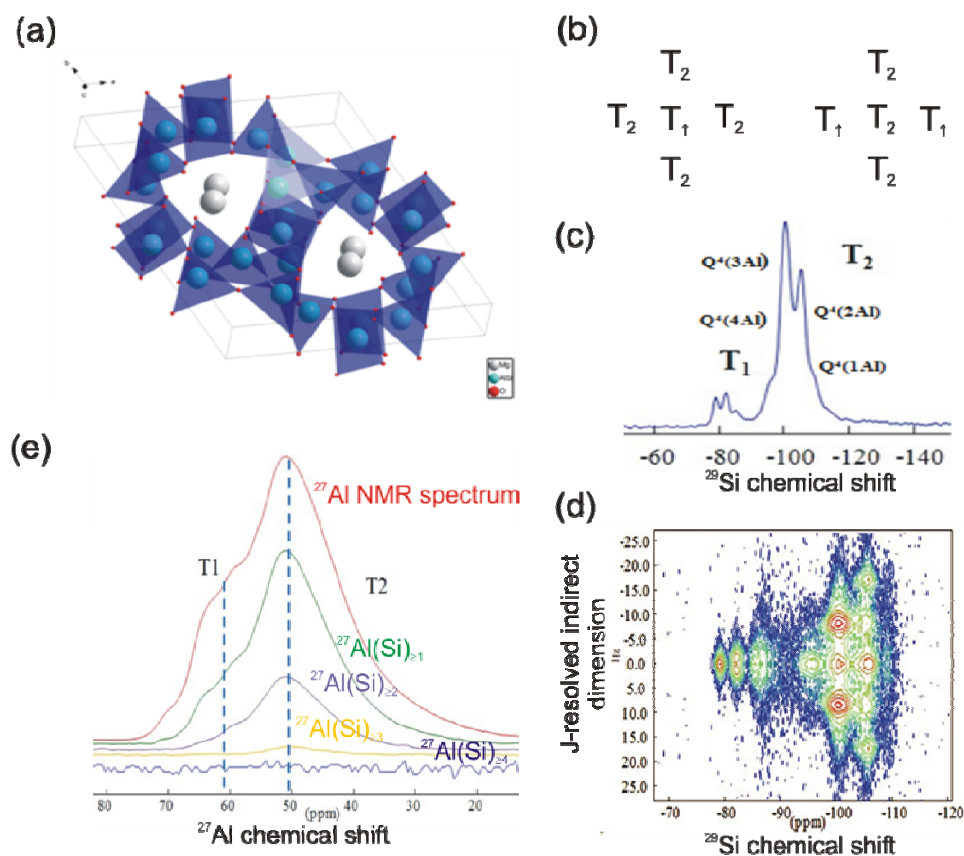 (a)
b
a
c
Mg
Al/Si
O
(b)
T₂ T₂
T₂ T↑ T₂ T↑ T₂ T↑
T₂ T₂
(c)
Q⁴(3Al)
T₂
Q⁴(4Al)
Q⁴(2Al)
T₁
Q⁴(1Al)
-60 -80 -100 -120 -140
²⁹Si chemical shift
(d)
-25.0
-20.0
-15.0
-10.0
-5.0
0.0
5.0
10.0
15.0
20.0
25.0
Hz
J-resolved indirect
dimension
-70 -80 -90 -100 -110 -120
(ppm)
²⁹Si chemical shift
(e)
²⁷Al NMR spectrum
T1
T2
²⁷Al(Si)≥1
²⁷Al(Si)≥2
²⁷Al(Si)≥3
²⁷Al(Si)≥4
80 70 60 50 40 30 20
(ppm)
²⁷Al chemical shift